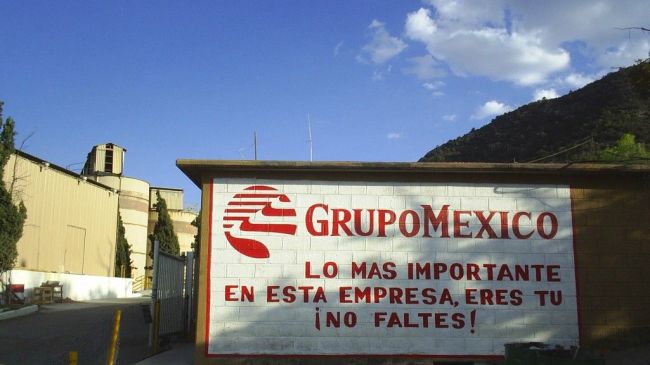 GRUPOMEXICO
LO MAS IMPORTANTE
EN ESTA EMPRESA, ERES TU
¡NO FALTES!